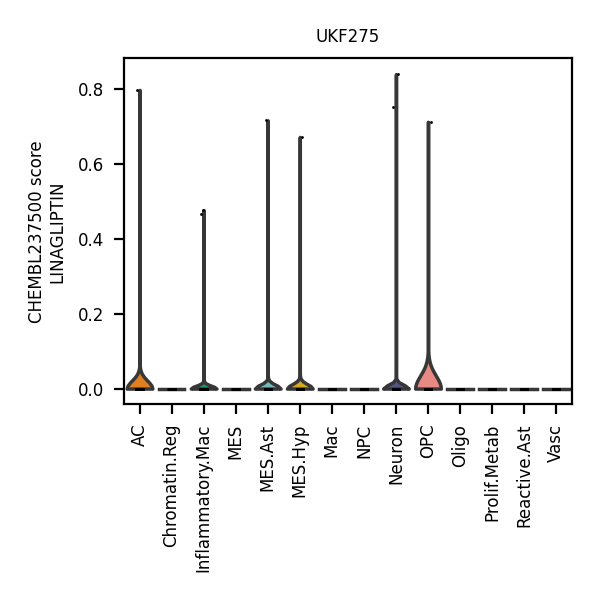 UKF275
CHEMBL237500 score
LINAGLIPTIN
0.8
0.6
0.4
0.2
0.0
AC
Chromatin.Reg
Inflammatory.Mac
MES
MES.Ast
MES.Hyp
Mac
NPC
Neuron
OPC
Oligo
Prolif.Metab
Reactive.Ast
Vasc